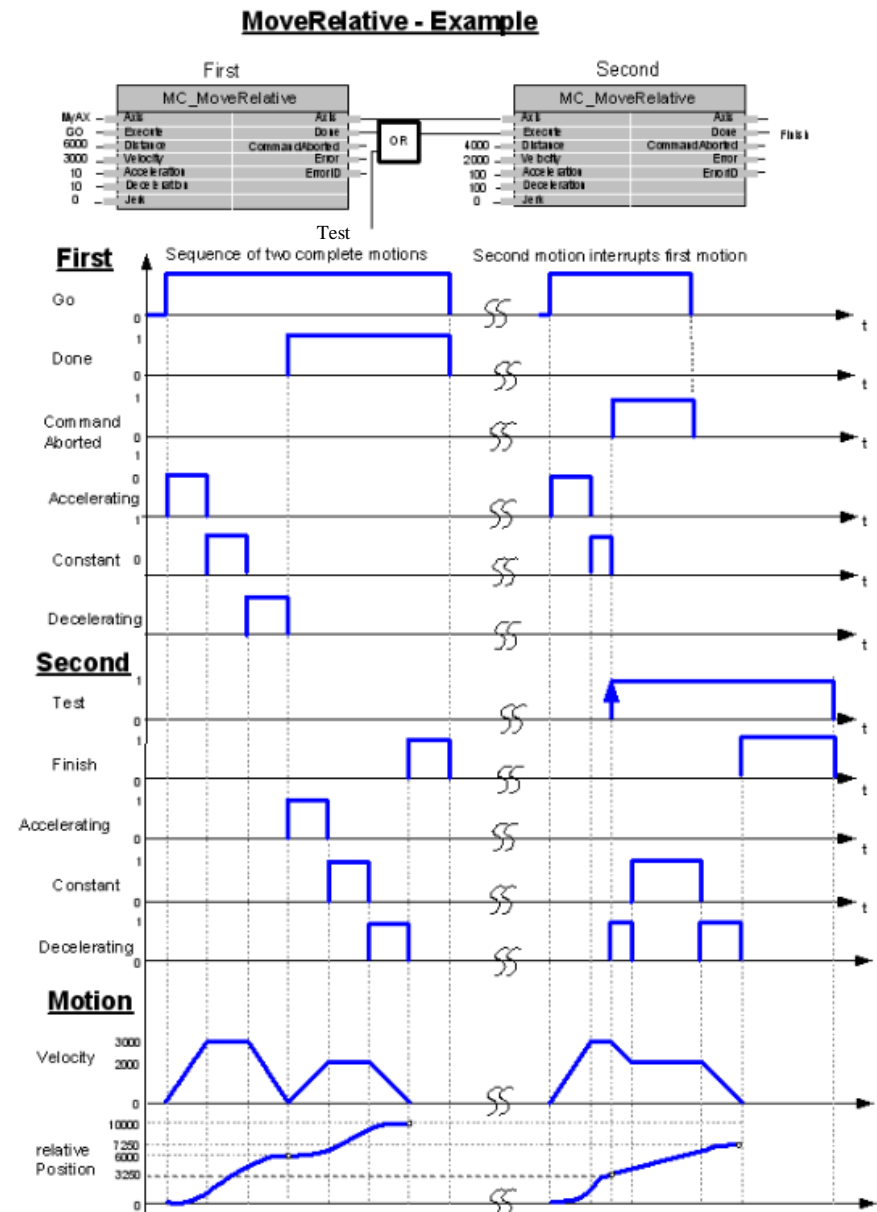 MoveRelative - Example
First
Second
MC_MoveRelative
MC_MoveRelative
MyAX
Axis
Axis
GO
Execute
Done
6000
Distance
CommandAborted
3000
Velocity
Error
10
Acceleration
ErrorID
10
Deceleration
0
Jerk
OR
Test
Axis
Axis
Execute
Done
Finish
4000
Distance
CommandAborted
2000
Velocity
Error
100
Acceleration
ErrorID
100
Deceleration
0
Jerk
First
Sequence of two complete motions
Second motion interrupts first motion
Go
0
t
1
Done
0
t
1
Command
Aborted
0
t
1
0
Accelerating
t
1
Constant
0
t
Decelerating
t
Second
1
Test
0
t
1
Finish
0
t
1
Accelerating
0
t
1
Constant
0
t
1
Decelerating
0
Motion
Velocity
3000
2000
0
relative
Position
10000
7250
6000
3250
0